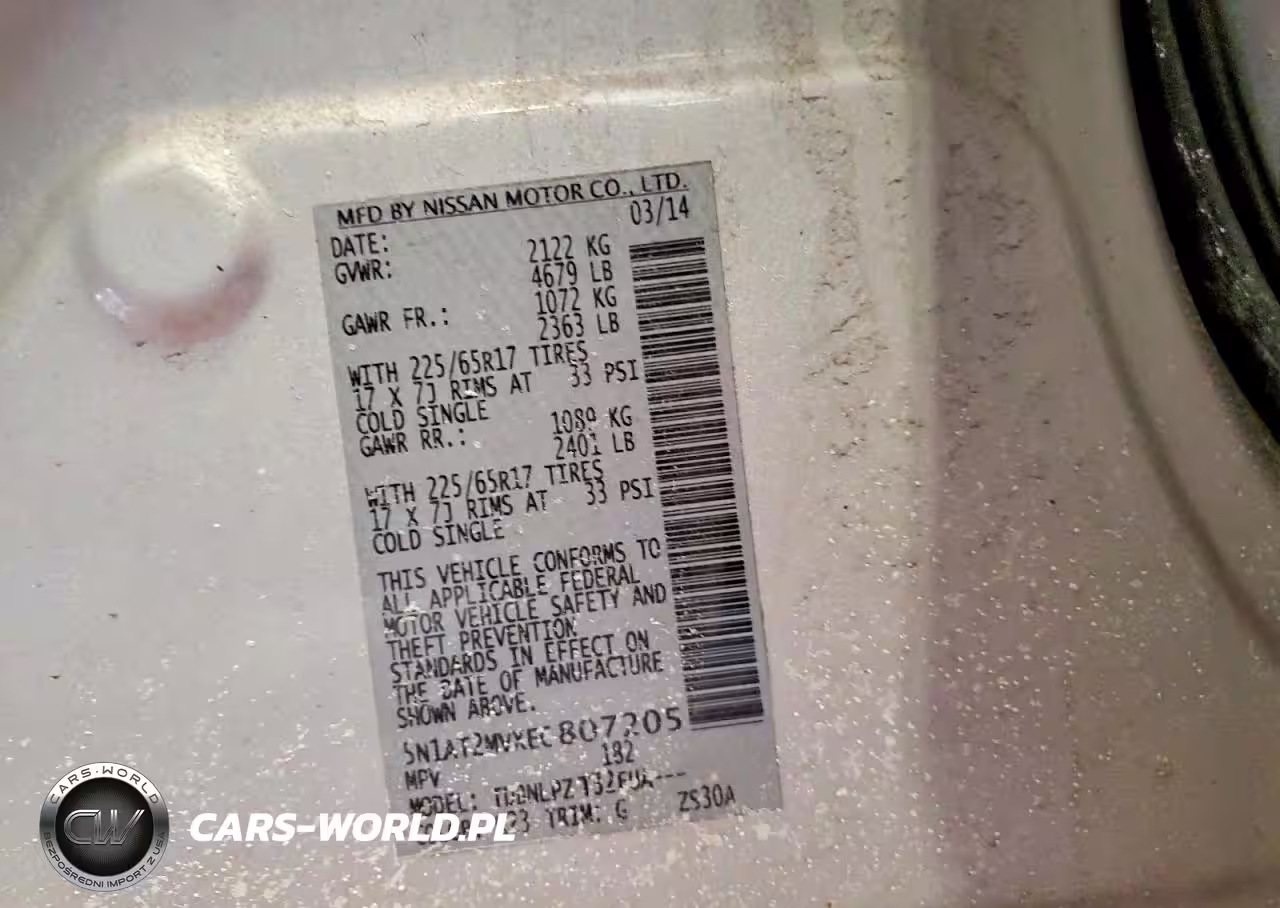 MFD BY NISSAN MOTOR CO., LTD.
DATE: 03/14
GVWR: 2122 KG
4679 LB
GAWR FR.: 1072 KG
2363 LB
WITH 225/65R17 TIRES
17 X 7J RIMS AT 33 PSI
COLD SINGLE
GAWR RR.: 1089 KG
2401 LB
WITH 225/65R17 TIRES
17 X 7J RIMS AT 33 PSI
COLD SINGLE
THIS VEHICLE CONFORMS TO
ALL APPLICABLE FEDERAL
MOTOR VEHICLE SAFETY AND
THEFT PREVENTION
STANDARDS IN EFFECT ON
THE DATE OF MANUFACTURE
SHOWN ABOVE.
5N1AT2MVXEC807205
MPV 182
MODEL:
TRIM: G ZS30A
CARS-WORLD
CW
BEZPOŚREDNI IMPORT Z USA
CARS-WORLD.PL